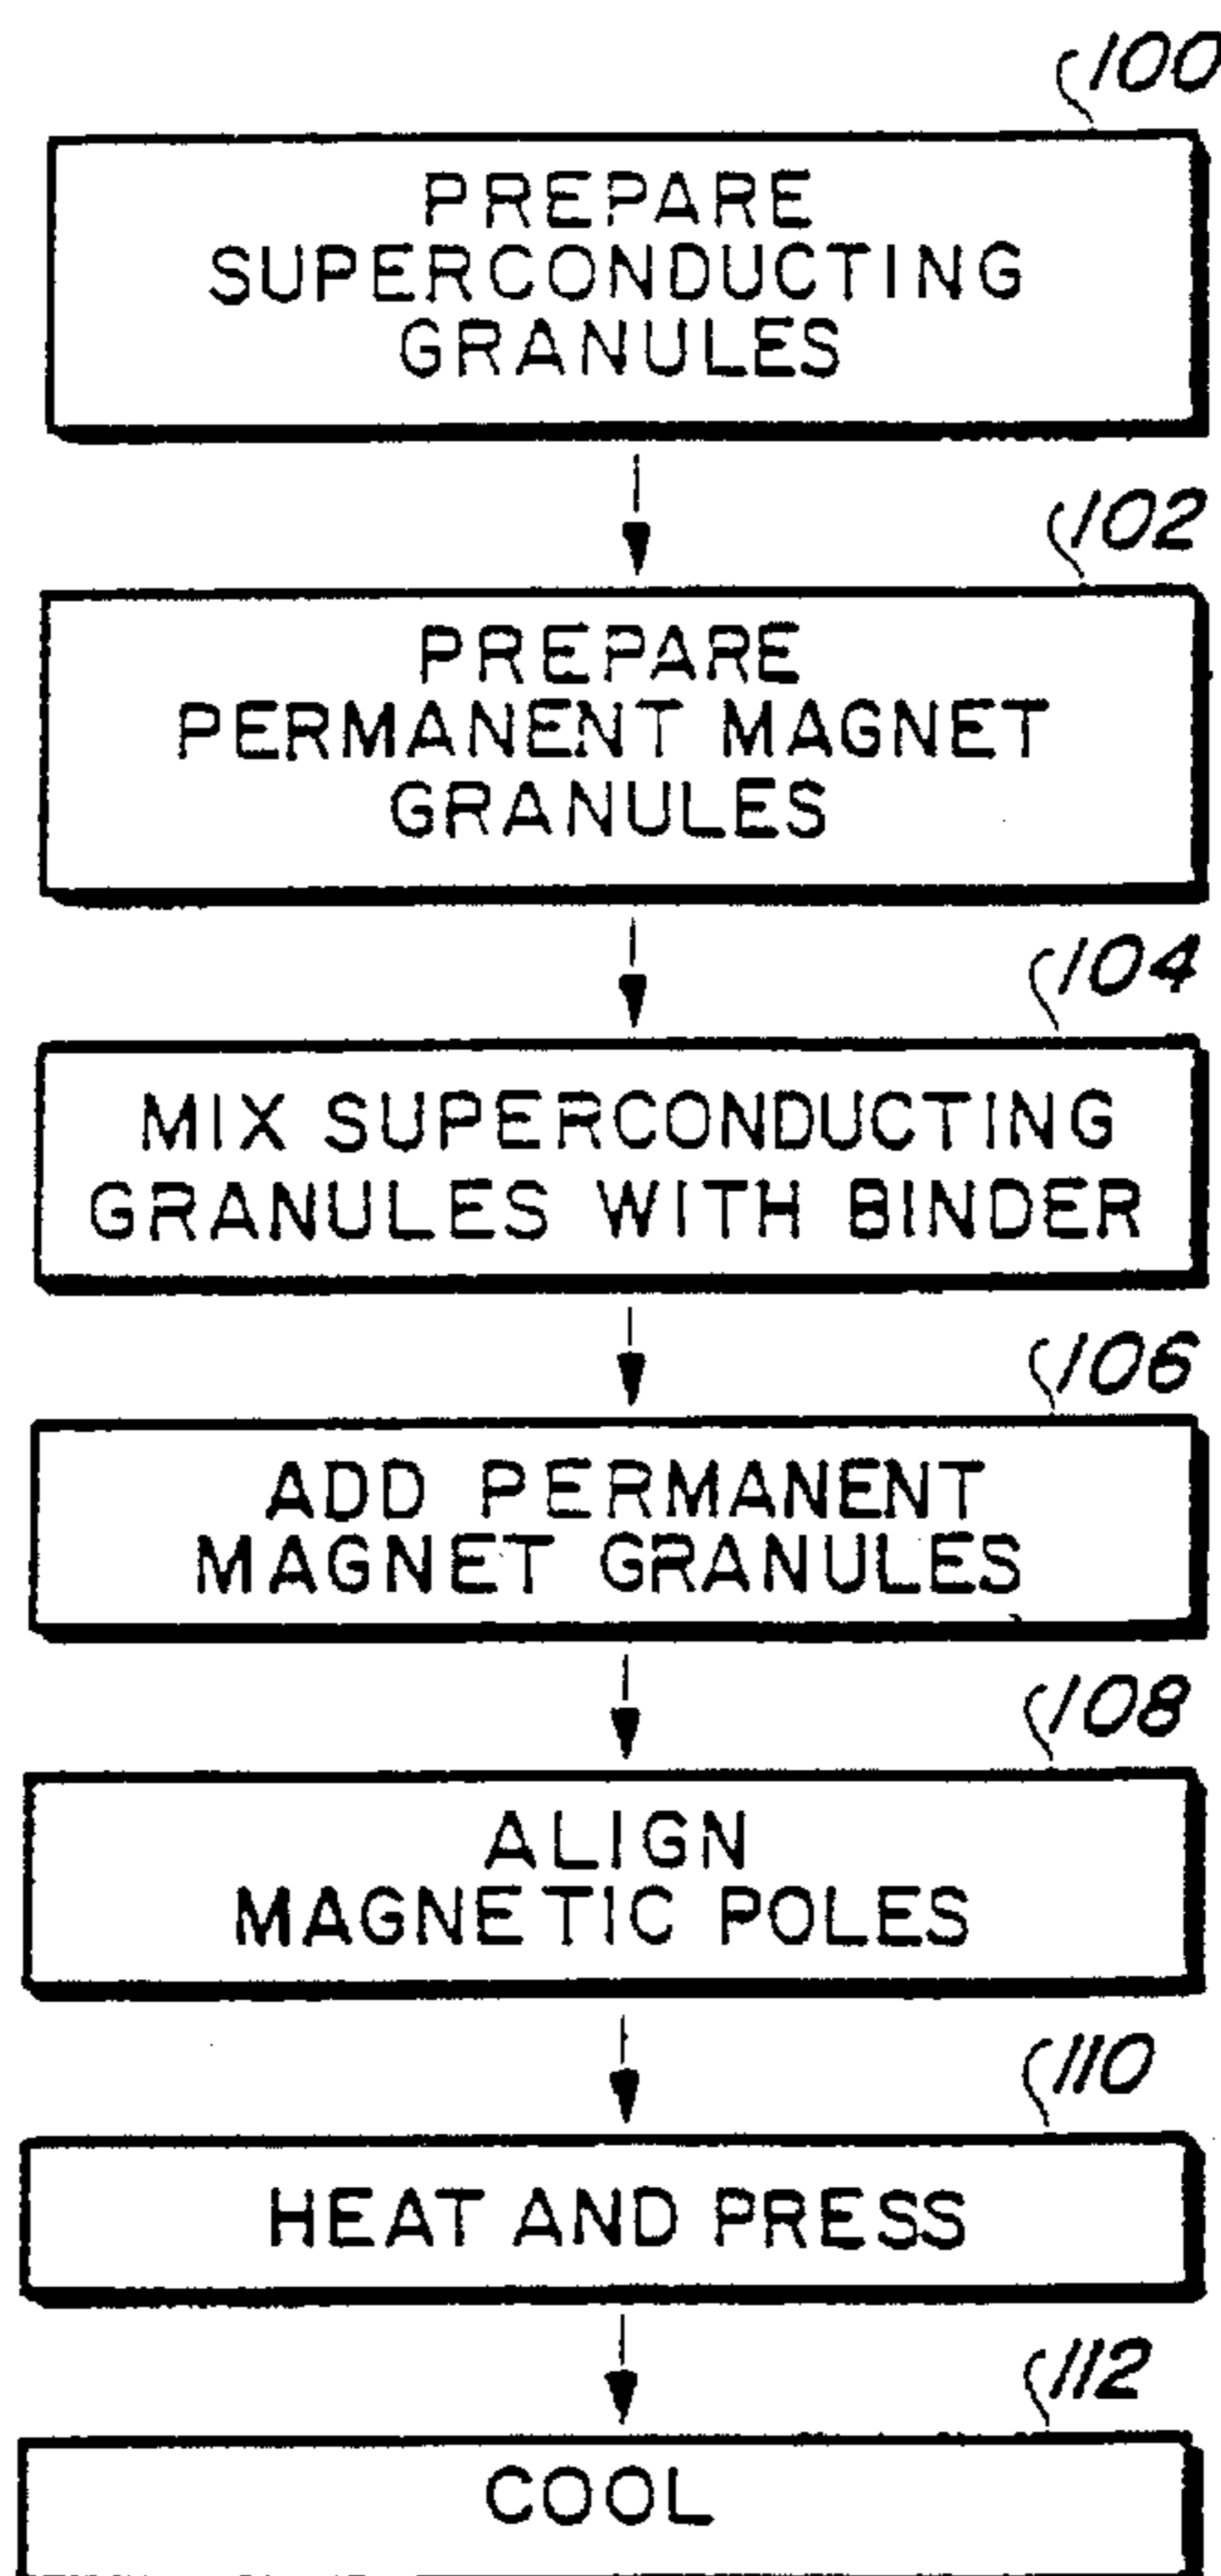 100
PREPARE
SUPERCONDUCTING
GRANULES
102
PREPARE
PERMANENT MAGNET
GRANULES
104
MIX SUPERCONDUCTING
GRANULES WITH BINDER
106
ADD PERMANENT
MAGNET GRANULES
108
ALIGN
MAGNETIC POLES
110
HEAT AND PRESS
112
COOL